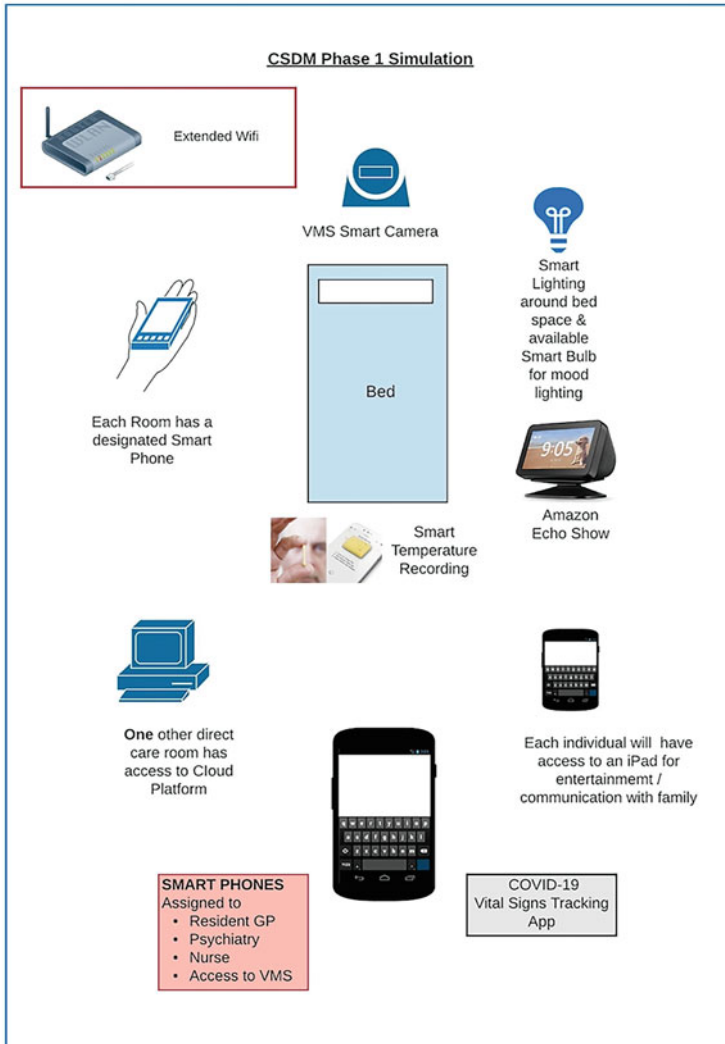 CSDM Phase 1 Simulation
WLAN
Extended Wifi
VMS Smart Camera
Smart
Lighting
around bed
space &
available
Smart Bulb
for mood
lighting
Bed
Each Room has a
designated Smart
Phone
9:05
Amazon
Echo Show
Smart
Temperature
Recording
One other direct
care room has
access to Cloud
Platform
Each individual will have
access to an iPad for
entertainmemt /
communication with family
q w e r t y u i o p
a s d f g h j k l
z x c v b n m
SMART PHONES
Assigned to
• Resident GP
• Psychiatry
• Nurse
• Access to VMS
COVID-19
Vital Signs Tracking
App